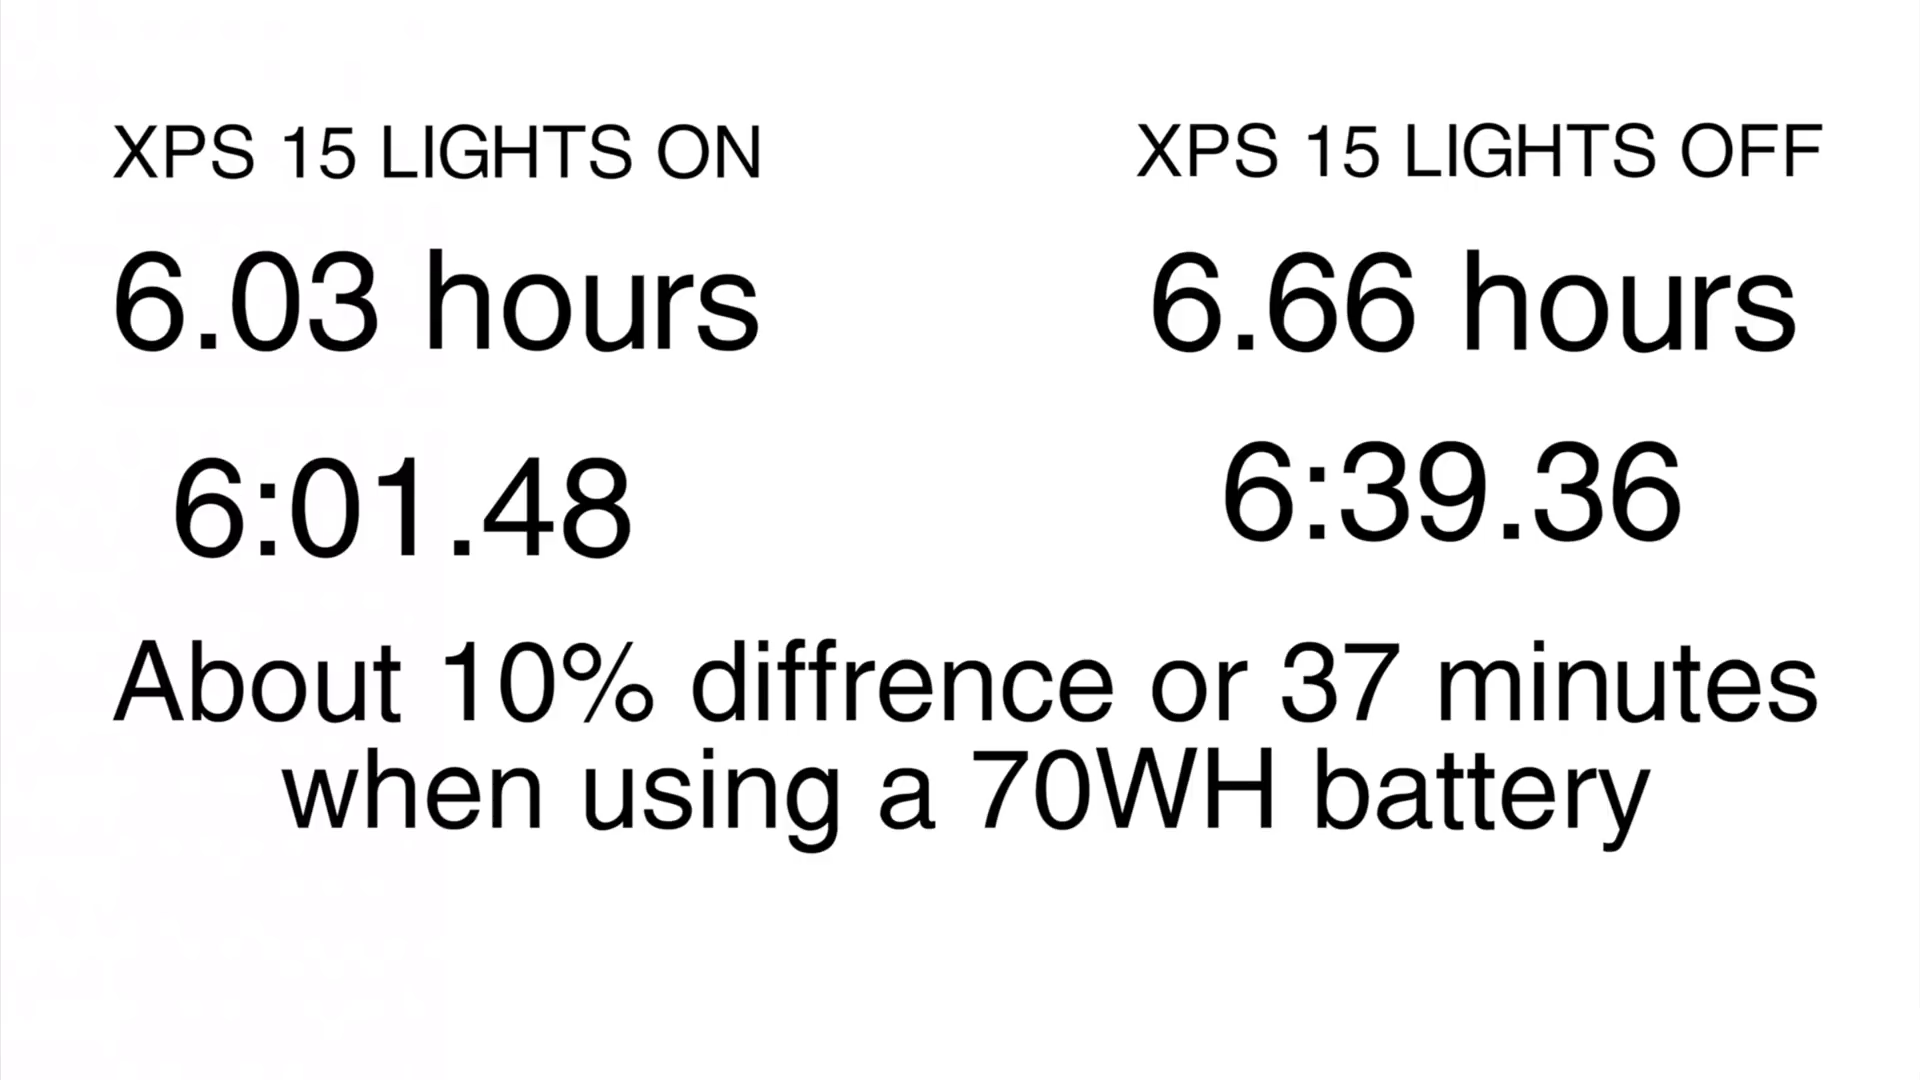 XPS 15 LIGHTS ON
XPS 15 LIGHTS OFF
6.03 hours
6.66 hours
6:01.48
6:39.36
About 10% diffrence or 37 minutes
when using a 70WH battery